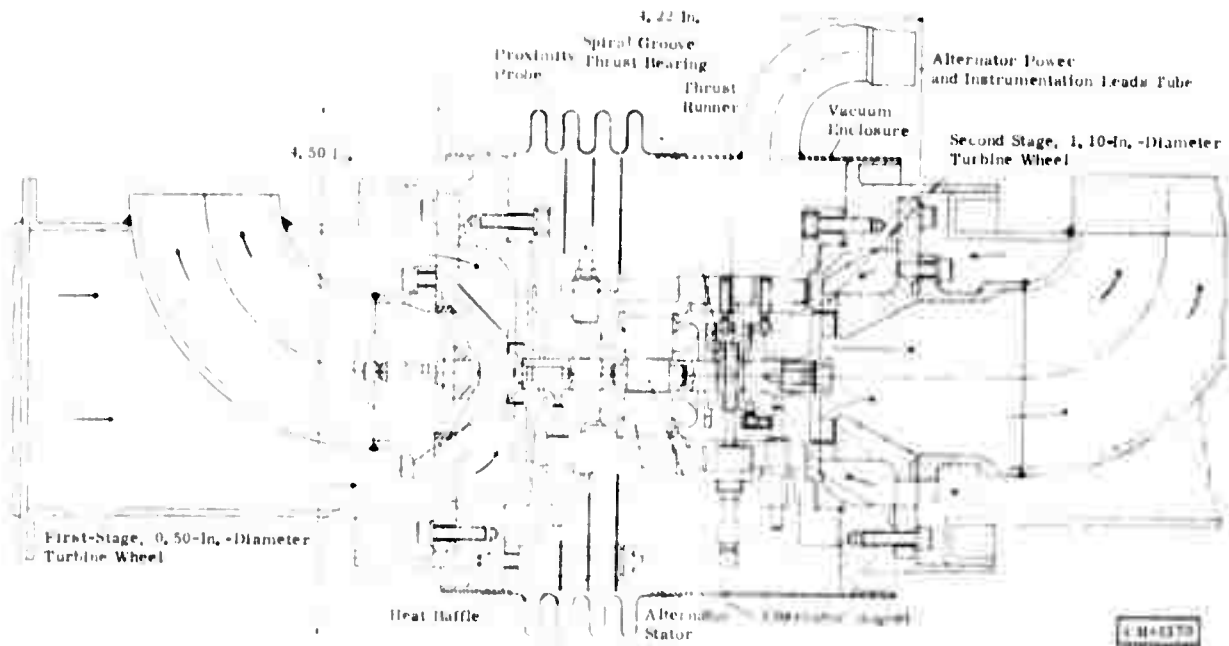 4.22 In.
Proximity
Probe
Spiral Groove
Thrust Bearing
Thrust
Runner
Alternator Power
and Instrumentation Leads Tube
Vacuum
Enclosure
Second Stage, 1.10-In.-Diameter
Turbine Wheel
4.50
First-Stage, 0.50-In.-Diameter
Turbine Wheel
Heat Baffle
Stator